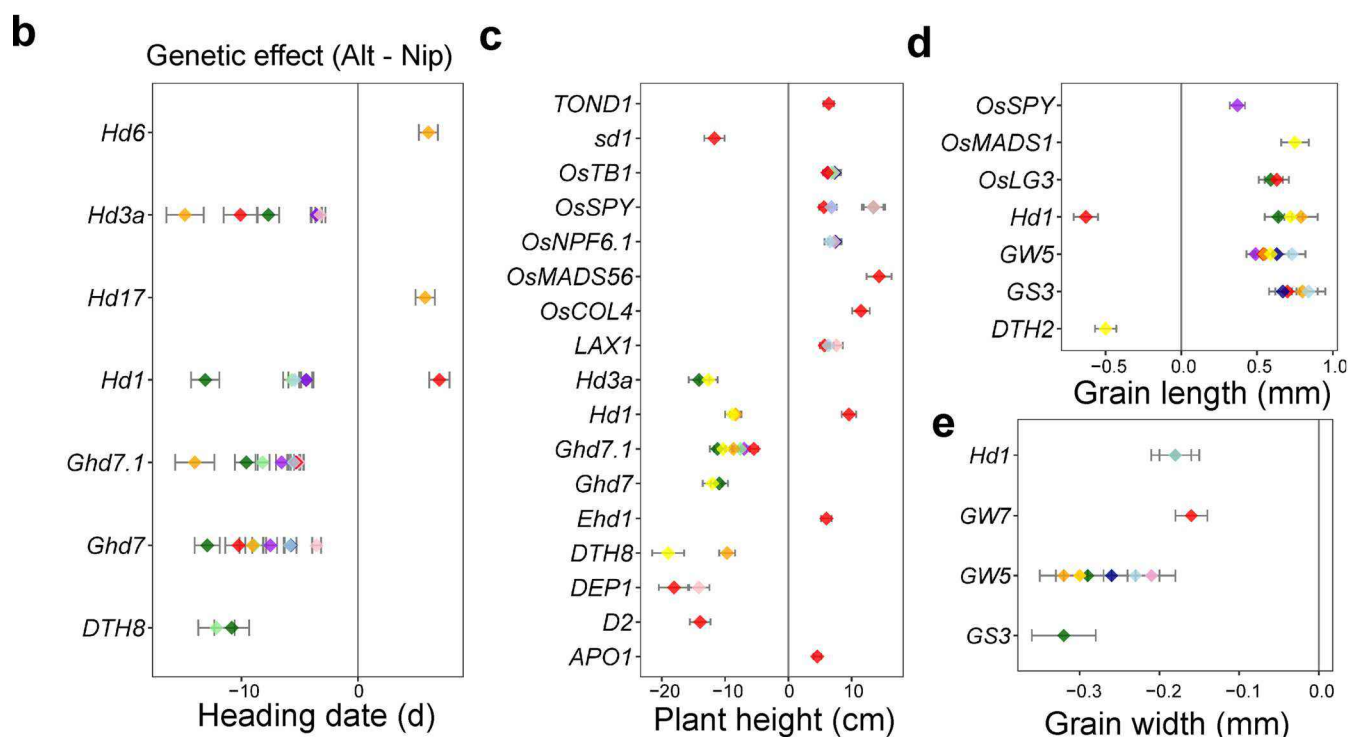 b
Genetic effect (Alt - Nip)
Hd6
Hd3a
Hd17
Hd1
Ghd7.1
Ghd7
DTH8
−10
0
Heading date (d)
c
TOND1
sd1
OsTB1
OsSPY
OsNPF6.1
OsMADS56
OsCOL4
LAX1
Hd3a
Hd1
Ghd7.1
Ghd7
Ehd1
DTH8
DEP1
D2
APO1
−20
−10
0
10
Plant height (cm)
d
OsSPY
OsMADS1
OsLG3
Hd1
GW5
GS3
DTH2
−0.5
0.0
0.5
1.0
Grain length (mm)
e
Hd1
GW7
GW5
GS3
−0.3
−0.2
−0.1
0.0
Grain width (mm)